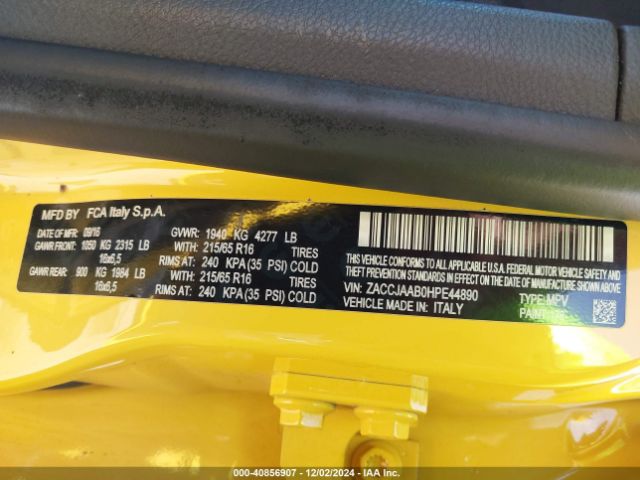 MFD BY FCA Italy S.p.A.
DATE OF MFR: 09/16
GAWR FRONT: 1050 KG 2315 LB
16x6,5
GAWR REAR: 900 KG 1984 LB
16x6,5
GVWR: 1940 KG 4277 LB
WITH: 215/65 R16 TIRES
RIMS AT: 240 KPA(35 PSI) COLD
WITH: 215/65 R16 TIRES
RIMS AT: 240 KPA(35 PSI) COLD
THIS VEHICLE CONFORMS TO ALL APPLICABLE U.S.A. FEDERAL MOTOR VEHICLE SAFETY,
BUMPER, AND THEFT PREVENTION STANDARDS IN EFFECT ON THE DATE OF MANUFACTURE SHOWN ABOVE
VIN: ZACCJAAB0HPE44890 TYPE: MPV
VEHICLE MADE IN: ITALY PAINT:
000-40856907 - 12/02/2024 - IAA Inc.